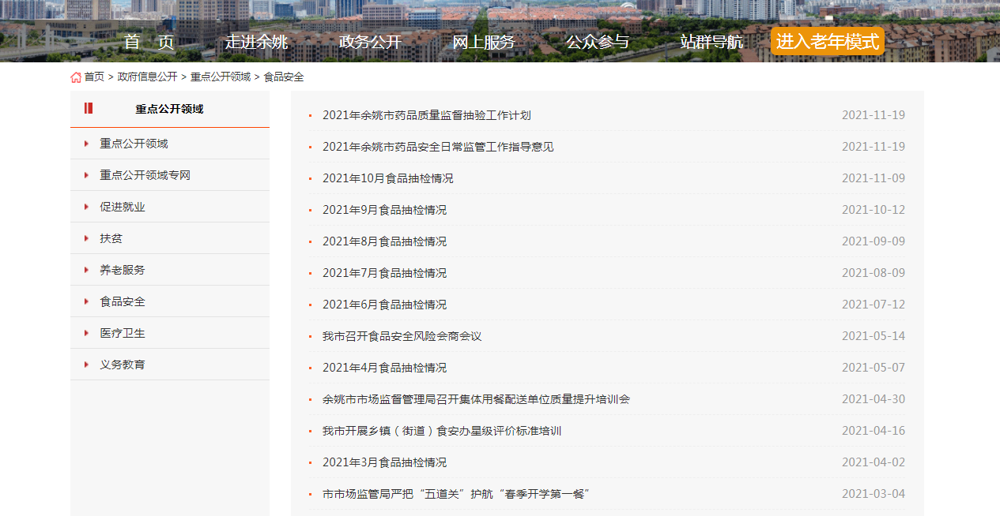 首 页 走进余姚 政务公开 网上服务 公众参与 站群导航 进入老年模式
首页 > 政府信息公开 > 重点公开领域 > 食品安全
重点公开领域
重点公开领域
重点公开领域专网
促进就业
扶贫
养老服务
食品安全
医疗卫生
义务教育
2021年余姚市药品质量监督抽验工作计划 2021-11-19
2021年余姚市药品安全日常监管工作指导意见 2021-11-19
2021年10月食品抽检情况 2021-11-09
2021年9月食品抽检情况 2021-10-12
2021年8月食品抽检情况 2021-09-09
2021年7月食品抽检情况 2021-08-09
2021年6月食品抽检情况 2021-07-12
我市召开食品安全风险会商会议 2021-05-14
2021年4月食品抽检情况 2021-05-07
余姚市市场监督管理局召开集体用餐配送单位质量提升培训会 2021-04-30
我市开展乡镇（街道）食安办星级评价标准培训 2021-04-16
2021年3月食品抽检情况 2021-04-02
市市场监管局严把“五道关”护航“春季开学第一餐” 2021-03-04